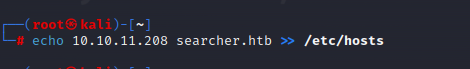 ┌──(root㉿kali)-[~]
└─# echo 10.10.11.208 searcher.htb >> /etc/hosts